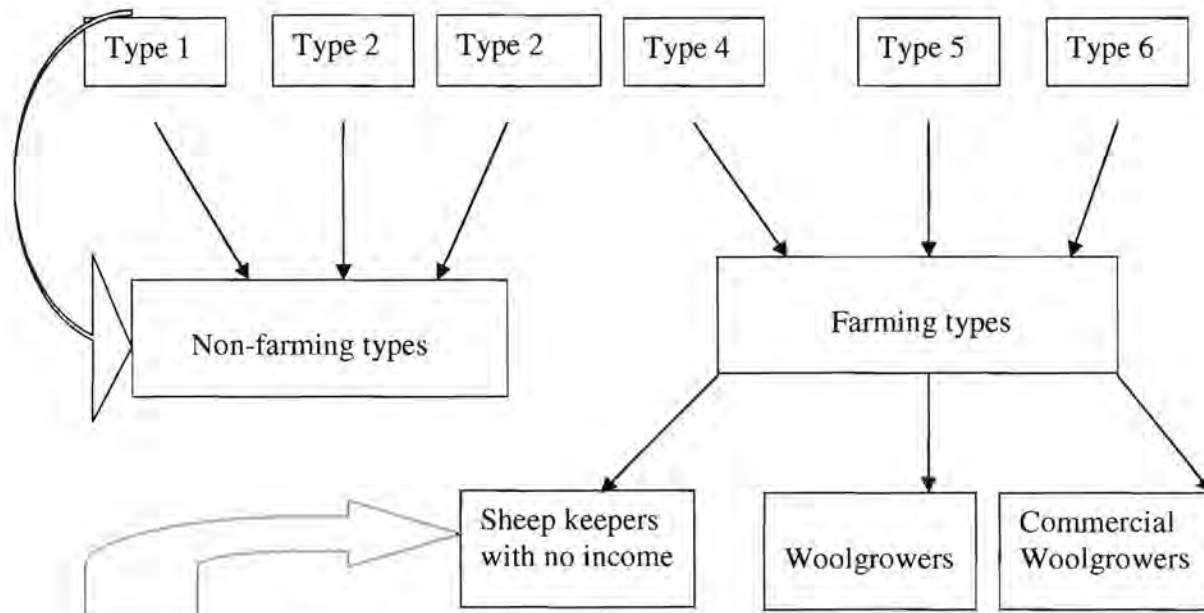 Type 1
Type 2
Type 2
Type 4
Type 5
Type 6
Non-farming types
Farming types
Sheep keepers
with no income
Woolgrowers
Commercial
Woolgrowers